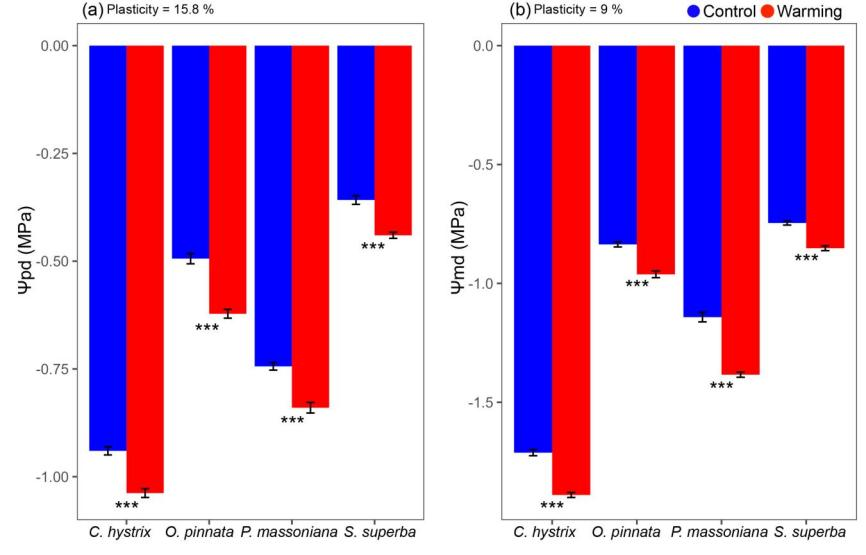 (a) Plasticity = 15.8 %
(b) Plasticity = 9 %
Control Warming
0.00
-0.25
-0.50
-0.75
-1.00
Ψpd (MPa)
***
***
***
***
C. hystrix O. pinnata P. massoniana S. superba
0.0
-0.5
-1.0
-1.5
Ψmd (MPa)
***
***
***
***
C. hystrix O. pinnata P. massoniana S. superba